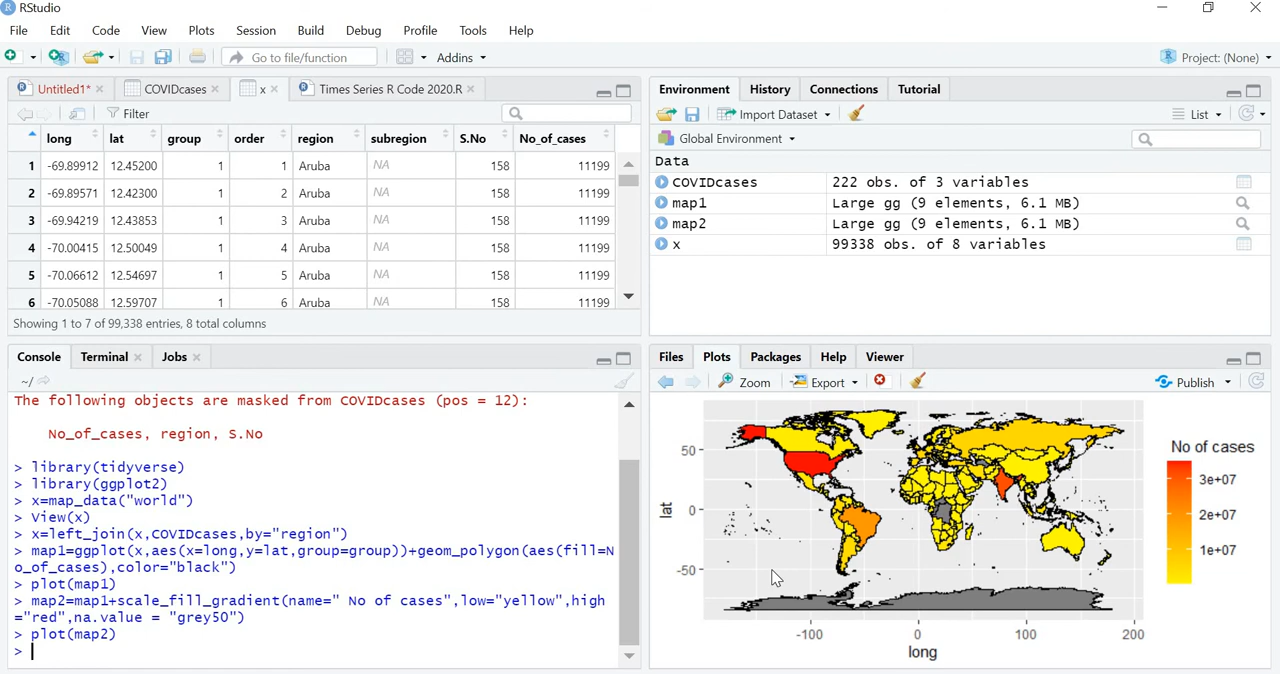 RStudio
File Edit Code View Plots Session Build Debug Profile Tools Help
Go to file/function Addins Project: (None)
Untitled1* COVIDcases x Times Series R Code 2020.R
Filter
long lat group order region subregion S.No No_of_cases
1 -69.89912 12.45200 1 1 Aruba NA 158 11199
2 -69.89571 12.42300 1 2 Aruba NA 158 11199
3 -69.94219 12.43853 1 3 Aruba NA 158 11199
4 -70.00415 12.50049 1 4 Aruba NA 158 11199
5 -70.06612 12.54697 1 5 Aruba NA 158 11199
6 -70.05088 12.59707 1 6 Aruba NA 158 11199
Showing 1 to 7 of 99,338 entries, 8 total columns
Environment History Connections Tutorial
Import Dataset List
Global Environment
Data
COVIDcases 222 obs. of 3 variables
map1 Large gg (9 elements, 6.1 MB)
map2 Large gg (9 elements, 6.1 MB)
x 99338 obs. of 8 variables
Console Terminal Jobs
~/
The following objects are masked from COVIDcases (pos = 12):
No_of_cases, region, S.No
> library(tidyverse)
> library(ggplot2)
> x=map_data("world")
> View(x)
> x=left_join(x,COVIDcases,by="region")
> map1=ggplot(x,aes(x=long,y=lat,group=group))+geom_polygon(aes(fill=N
o_of_cases),color="black")
> plot(map1)
> map2=map1+scale_fill_gradient(name=" No of cases",low="yellow",high
="red",na.value = "grey50")
> plot(map2)
>
Files Plots Packages Help Viewer
Zoom Export Publish
No of cases
3e+07
2e+07
1e+07
50
0
-50
lat
-100 0 100 200
long